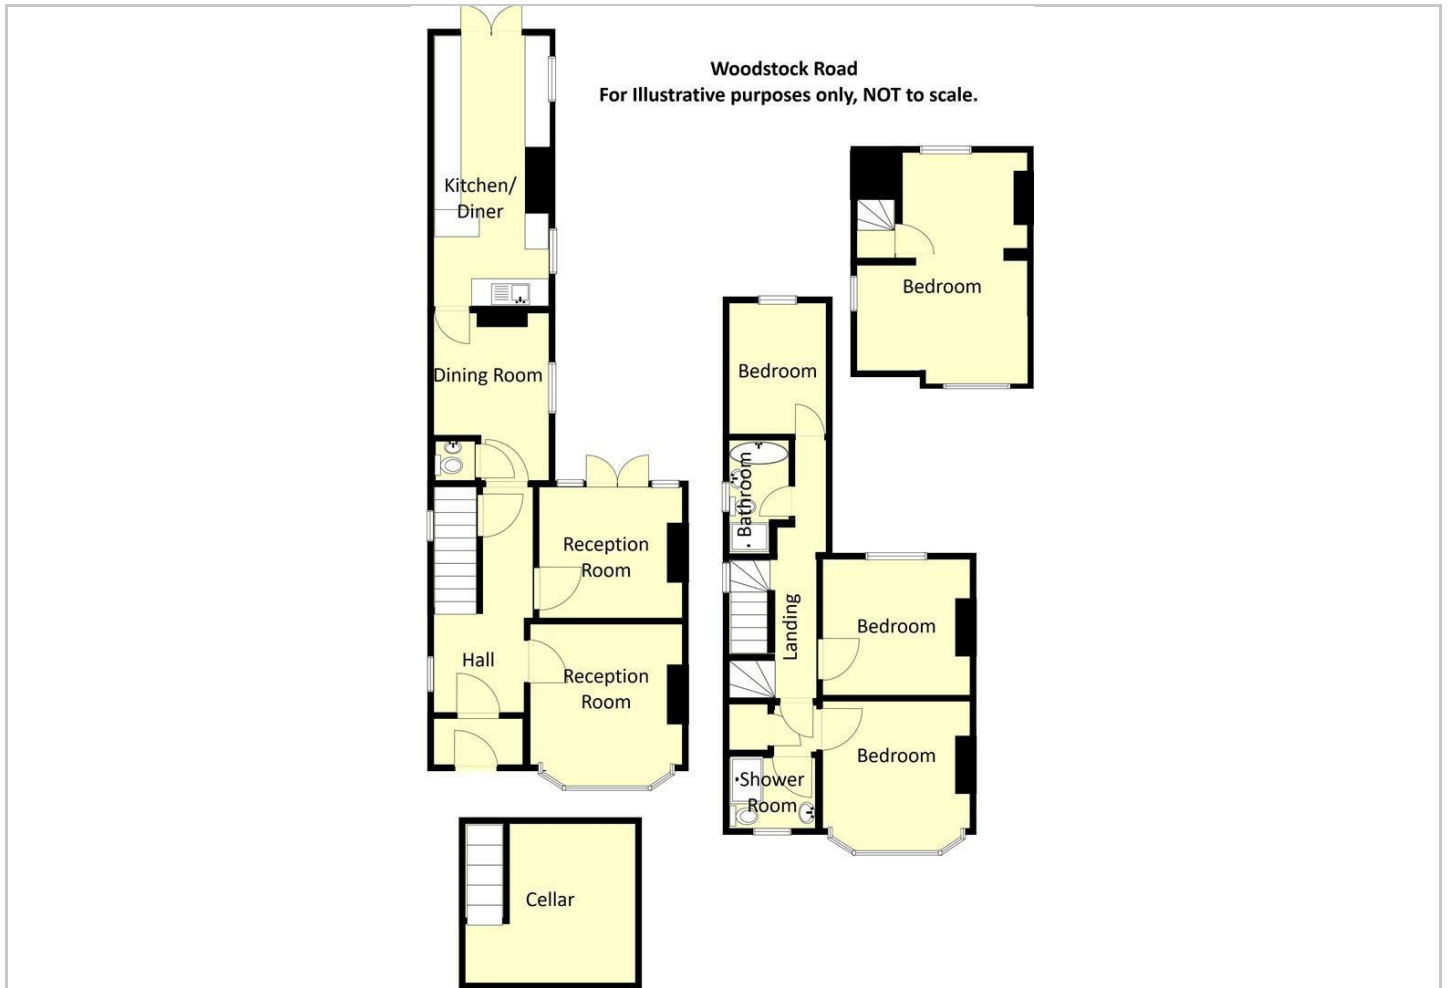 Woodstock Road
For Illustrative purposes only, NOT to scale.
Kitchen/
Diner
Dining Room
Reception
Room
Hall
Reception
Room
Cellar
Bedroom
Bedroom
Bathroom
Landing
Bedroom
Bedroom
Shower
Room